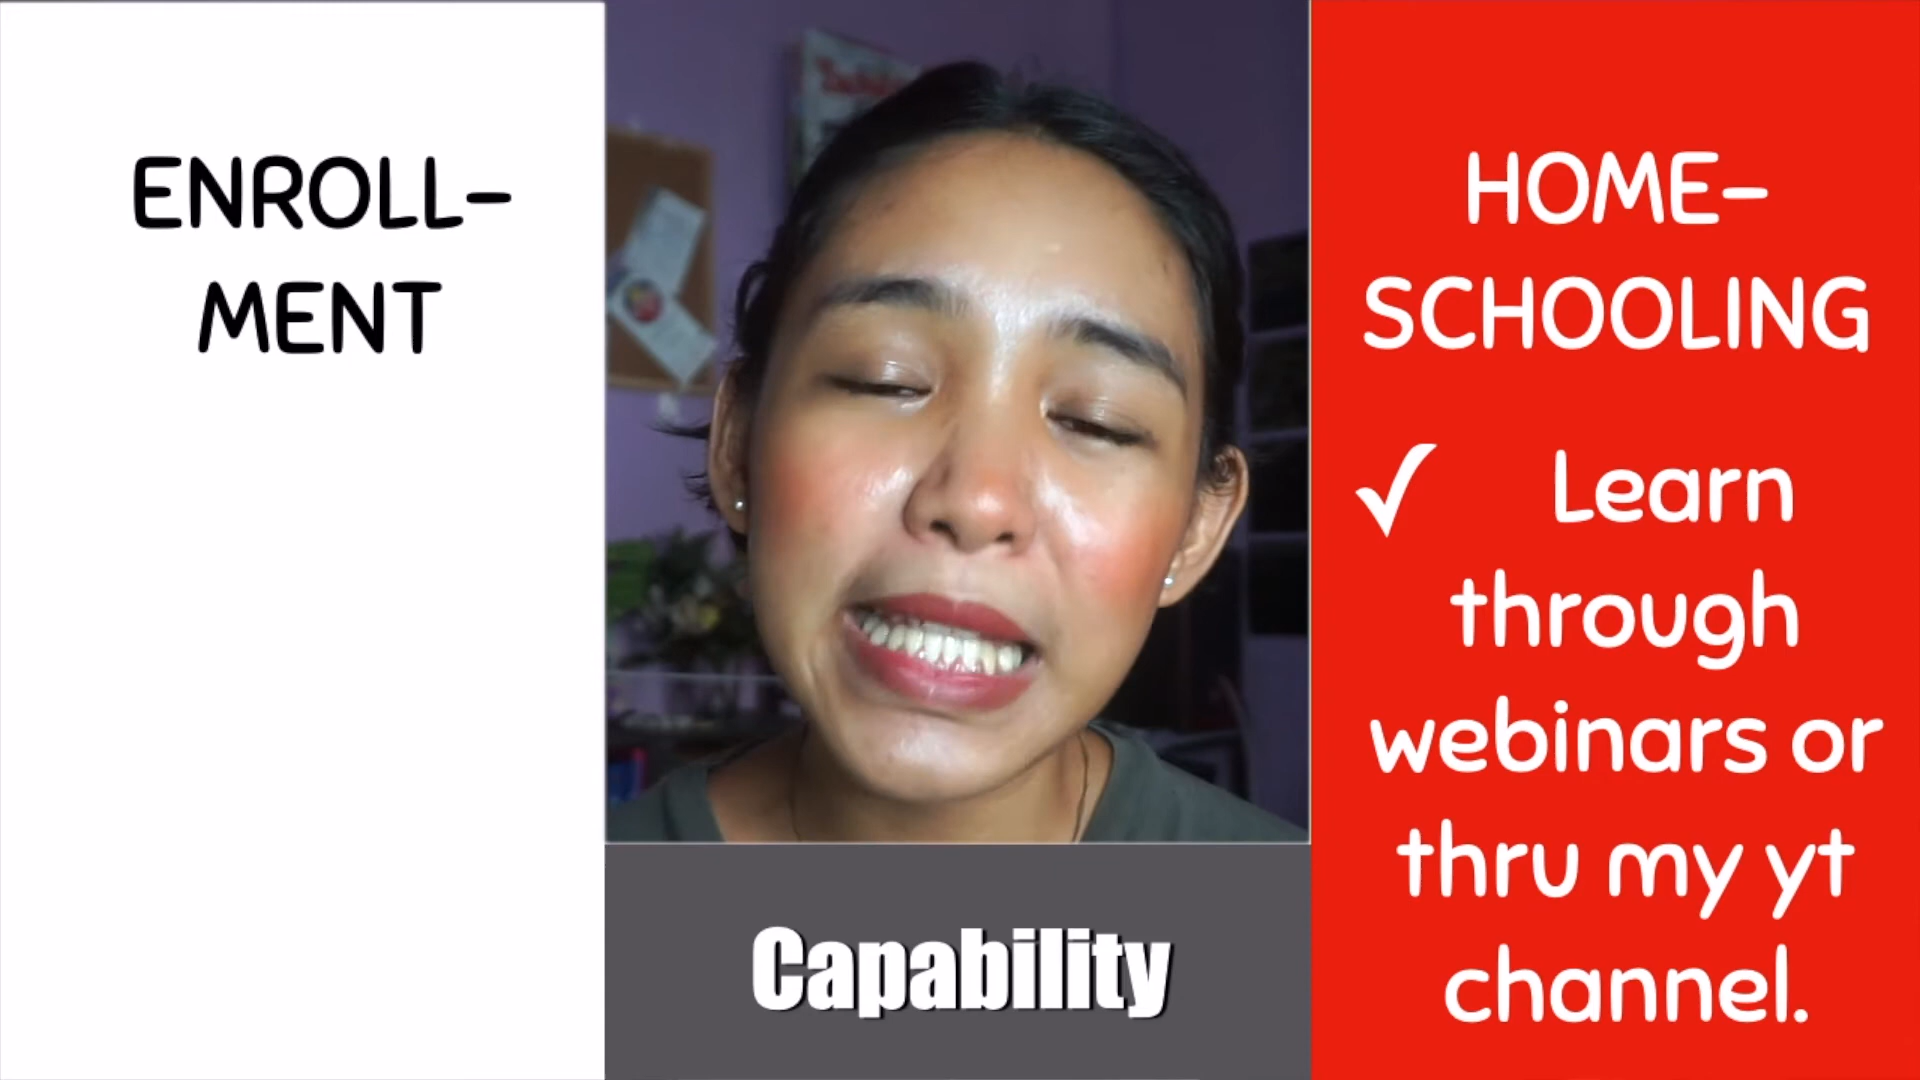 ENROLL-
MENT
Capability
HOME-
SCHOOLING
✓ Learn
through
webinars or
thru my yt
channel.